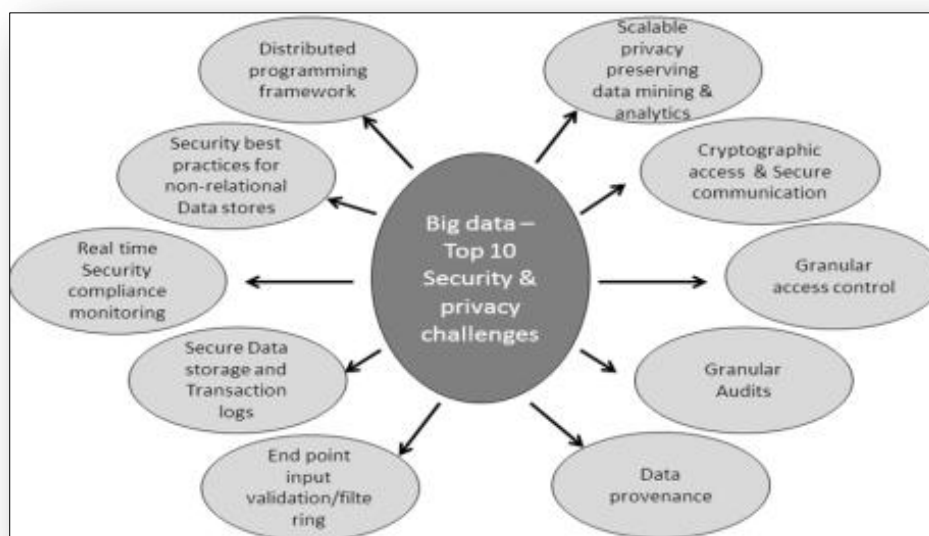 Distributed
programming
framework
Scalable
privacy
preserving
data mining &
analytics
Security best
practices for
non-relational
Data stores
Cryptographic
access & Secure
communication
Big data –
Top 10
Security &
privacy
challenges
Real time
Security
compliance
monitoring
Granular
access control
Secure Data
storage and
Transaction
logs
Granular
Audits
End point
input
validation/filte
ring
Data
provenance